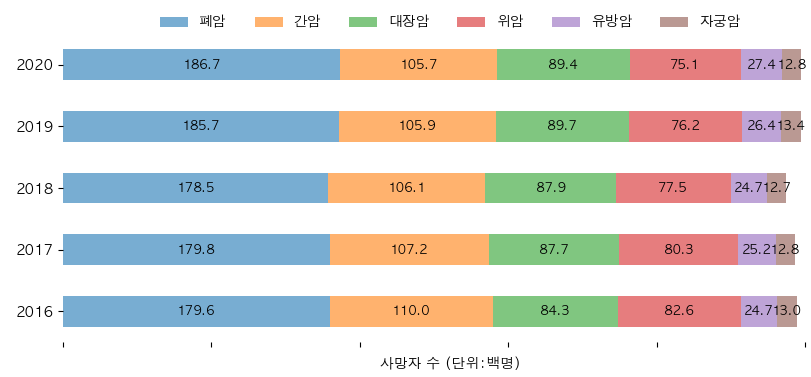 폐암 간암 대장암 위암 유방암 자궁암
2020 186.7 105.7 89.4 75.1 27.4 12.8
2019 185.7 105.9 89.7 76.2 26.4 13.4
2018 178.5 106.1 87.9 77.5 24.7 12.7
2017 179.8 107.2 87.7 80.3 25.2 12.8
2016 179.6 110.0 84.3 82.6 24.7 13.0
사망자 수 (단위:백명)